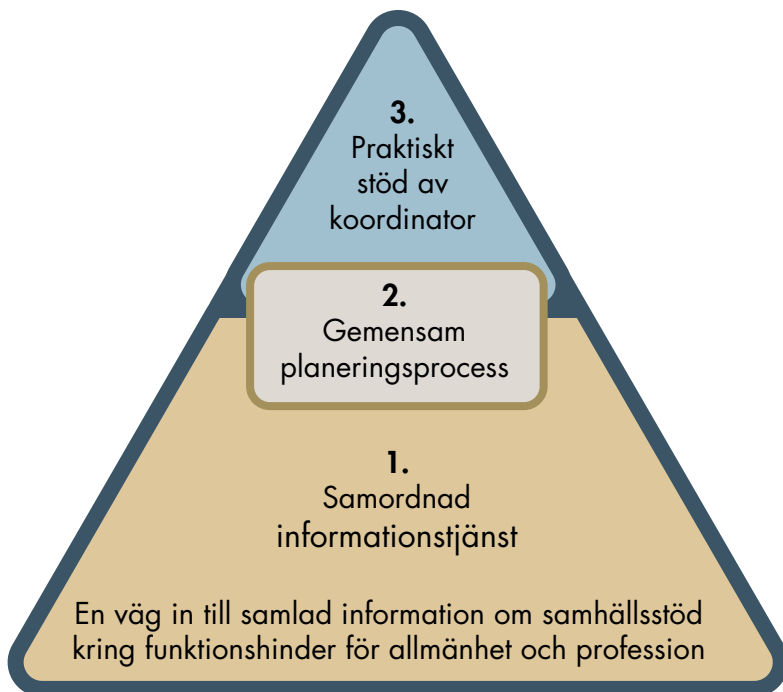 3.
Praktiskt
stöd av
koordinator
2.
Gemensam
planeringsprocess
1.
Samordnad
informationstjänst
En väg in till samlad information om samhällsstöd
kring funktionshinder för allmänhet och profession